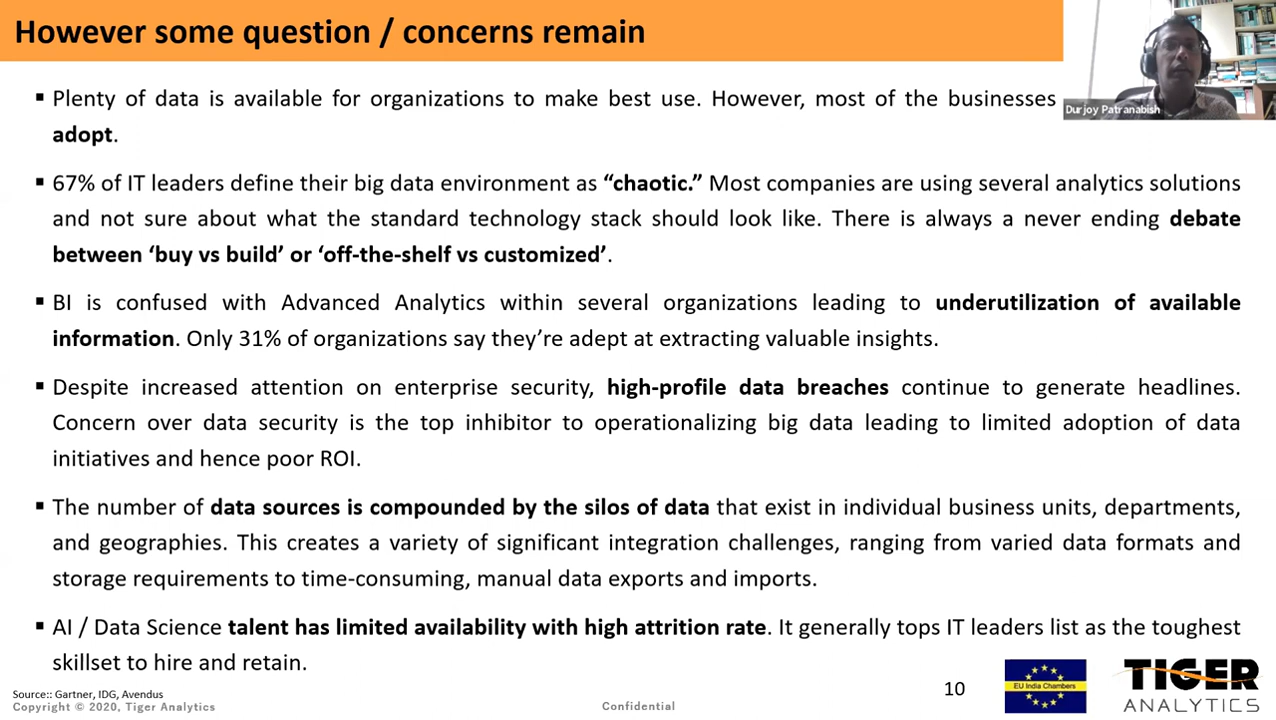 However some question / concerns remain
Durjoy Patranabish
▪ Plenty of data is available for organizations to make best use. However, most of the businesses
adopt.
▪ 67% of IT leaders define their big data environment as “chaotic.” Most companies are using several analytics solutions
and not sure about what the standard technology stack should look like. There is always a never ending debate
between ‘buy vs build’ or ‘off-the-shelf vs customized’.
▪ BI is confused with Advanced Analytics within several organizations leading to underutilization of available
information. Only 31% of organizations say they’re adept at extracting valuable insights.
▪ Despite increased attention on enterprise security, high-profile data breaches continue to generate headlines.
Concern over data security is the top inhibitor to operationalizing big data leading to limited adoption of data
initiatives and hence poor ROI.
▪ The number of data sources is compounded by the silos of data that exist in individual business units, departments,
and geographies. This creates a variety of significant integration challenges, ranging from varied data formats and
storage requirements to time-consuming, manual data exports and imports.
▪ AI / Data Science talent has limited availability with high attrition rate. It generally tops IT leaders list as the toughest
skillset to hire and retain.
Source:: Gartner, IDG, Avendus
Copyright © 2020, Tiger Analytics
Confidential
10
EU India Chambers
TIGER
ANALYTICS